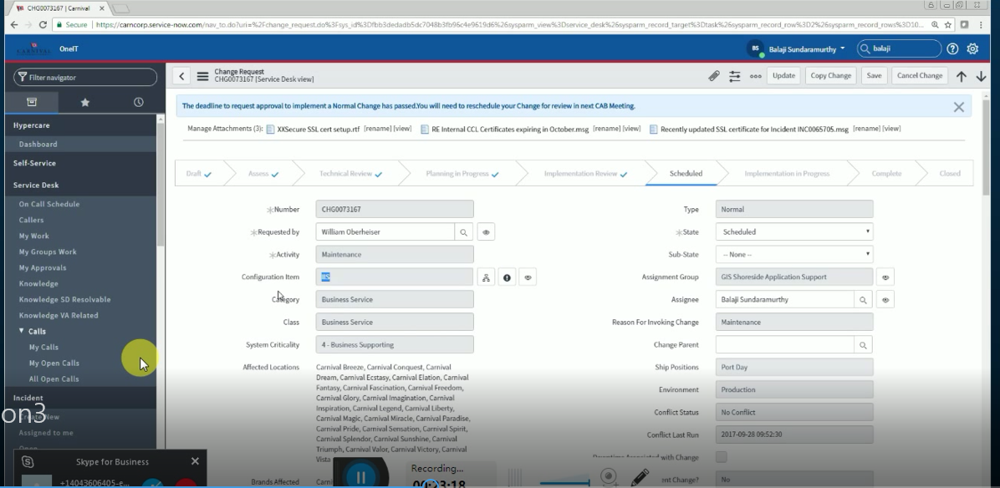 CHG0073167 | Carnival
Secure | https://camcorp.service-now.com/nav_to.do?uri=%2Fchange_request.do%3Fsys_id%3Dfbb3dedadb5dc7048b3fb96c4e9619d6%26sysparm_view%3Dservice_desk%26sysparm_record_target%3Dtask%26sysparm_record_row%3D2%26sysparm_record_rows%3D10...
CARNIVAL OneIT
BS Balaji Sundaramurthy balaji
Filter navigator
Change Request
CHG0073167 [Service Desk view]
Update Copy Change Save Cancel Change
The deadline to request approval to implement a Normal Change has passed.You will need to reschedule your Change for review in next CAB Meeting.
Manage Attachments (3): XXSecure SSL cert setup.rtf [rename] [view] RE Internal CCL Certificates expiring in October.msg [rename] [view] Recently updated SSL certificate for Incident INC0065705.msg [rename] [view]
Draft Assess Technical Review Planning in Progress Implementation Review Scheduled Implementation in Progress Complete Closed
Hypercare
Dashboard
Self-Service
Service Desk
On Call Schedule
Callers
My Work
My Groups Work
My Approvals
Knowledge
Knowledge SD Resolvable
Knowledge VA Related
Calls
My Calls
My Open Calls
All Open Calls
Incident
Create New
Assigned to me
Open
on3
Number CHG0073167
Requested by William Oberheiser
Activity Maintenance
Configuration Item IIS
Category Business Service
Class Business Service
System Criticality 4 - Business Supporting
Affected Locations Carnival Breeze, Carnival Conquest, Carnival
Dream, Carnival Ecstasy, Carnival Elation, Carnival
Fantasy, Carnival Fascination, Carnival Freedom,
Carnival Glory, Carnival Imagination, Carnival
Inspiration, Carnival Legend, Carnival Liberty,
Carnival Magic, Carnival Miracle, Carnival Paradise,
Carnival Pride, Carnival Sensation, Carnival Spirit,
Carnival Splendor, Carnival Sunshine, Carnival
Triumph, Carnival Valor, Carnival Victory, Carnival
Vista
Brands Affected
Type Normal
State Scheduled
Sub-State -- None --
Assignment Group GIS Shoreside Application Support
Assignee Balaji Sundaramurthy
Reason For Invoking Change Maintenance
Change Parent
Ship Positions Port Day
Environment Production
Conflict Status No Conflict
Conflict Last Run 2017-09-28 09:52:30
Downtime Associated with Change
ent Change? No
Skype for Business
+14043606405-e...
Recording...
00:23:18